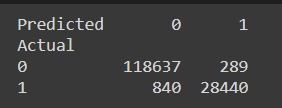 Predicted 0 1
Actual
0 118637 289
1 840 28440